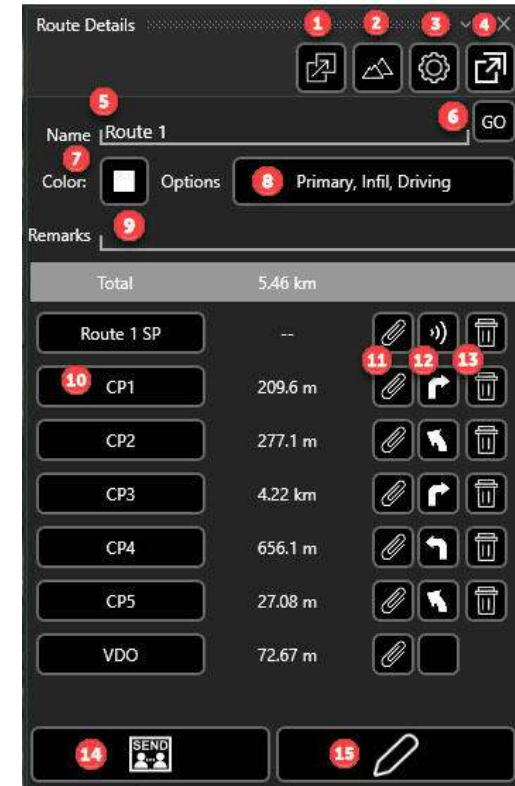 Route Details 1 2 3 4
5
Name Route 1 6 GO
7
Color: Options 8 Primary, Infil, Driving
Remarks 9
Total 5.46 km
Route 1 SP --
11 12 13
10 CP1 209.6 m
CP2 277.1 m
CP3 4.22 km
CP4 656.1 m
CP5 27.08 m
VDO 72.67 m
14 SEND 15